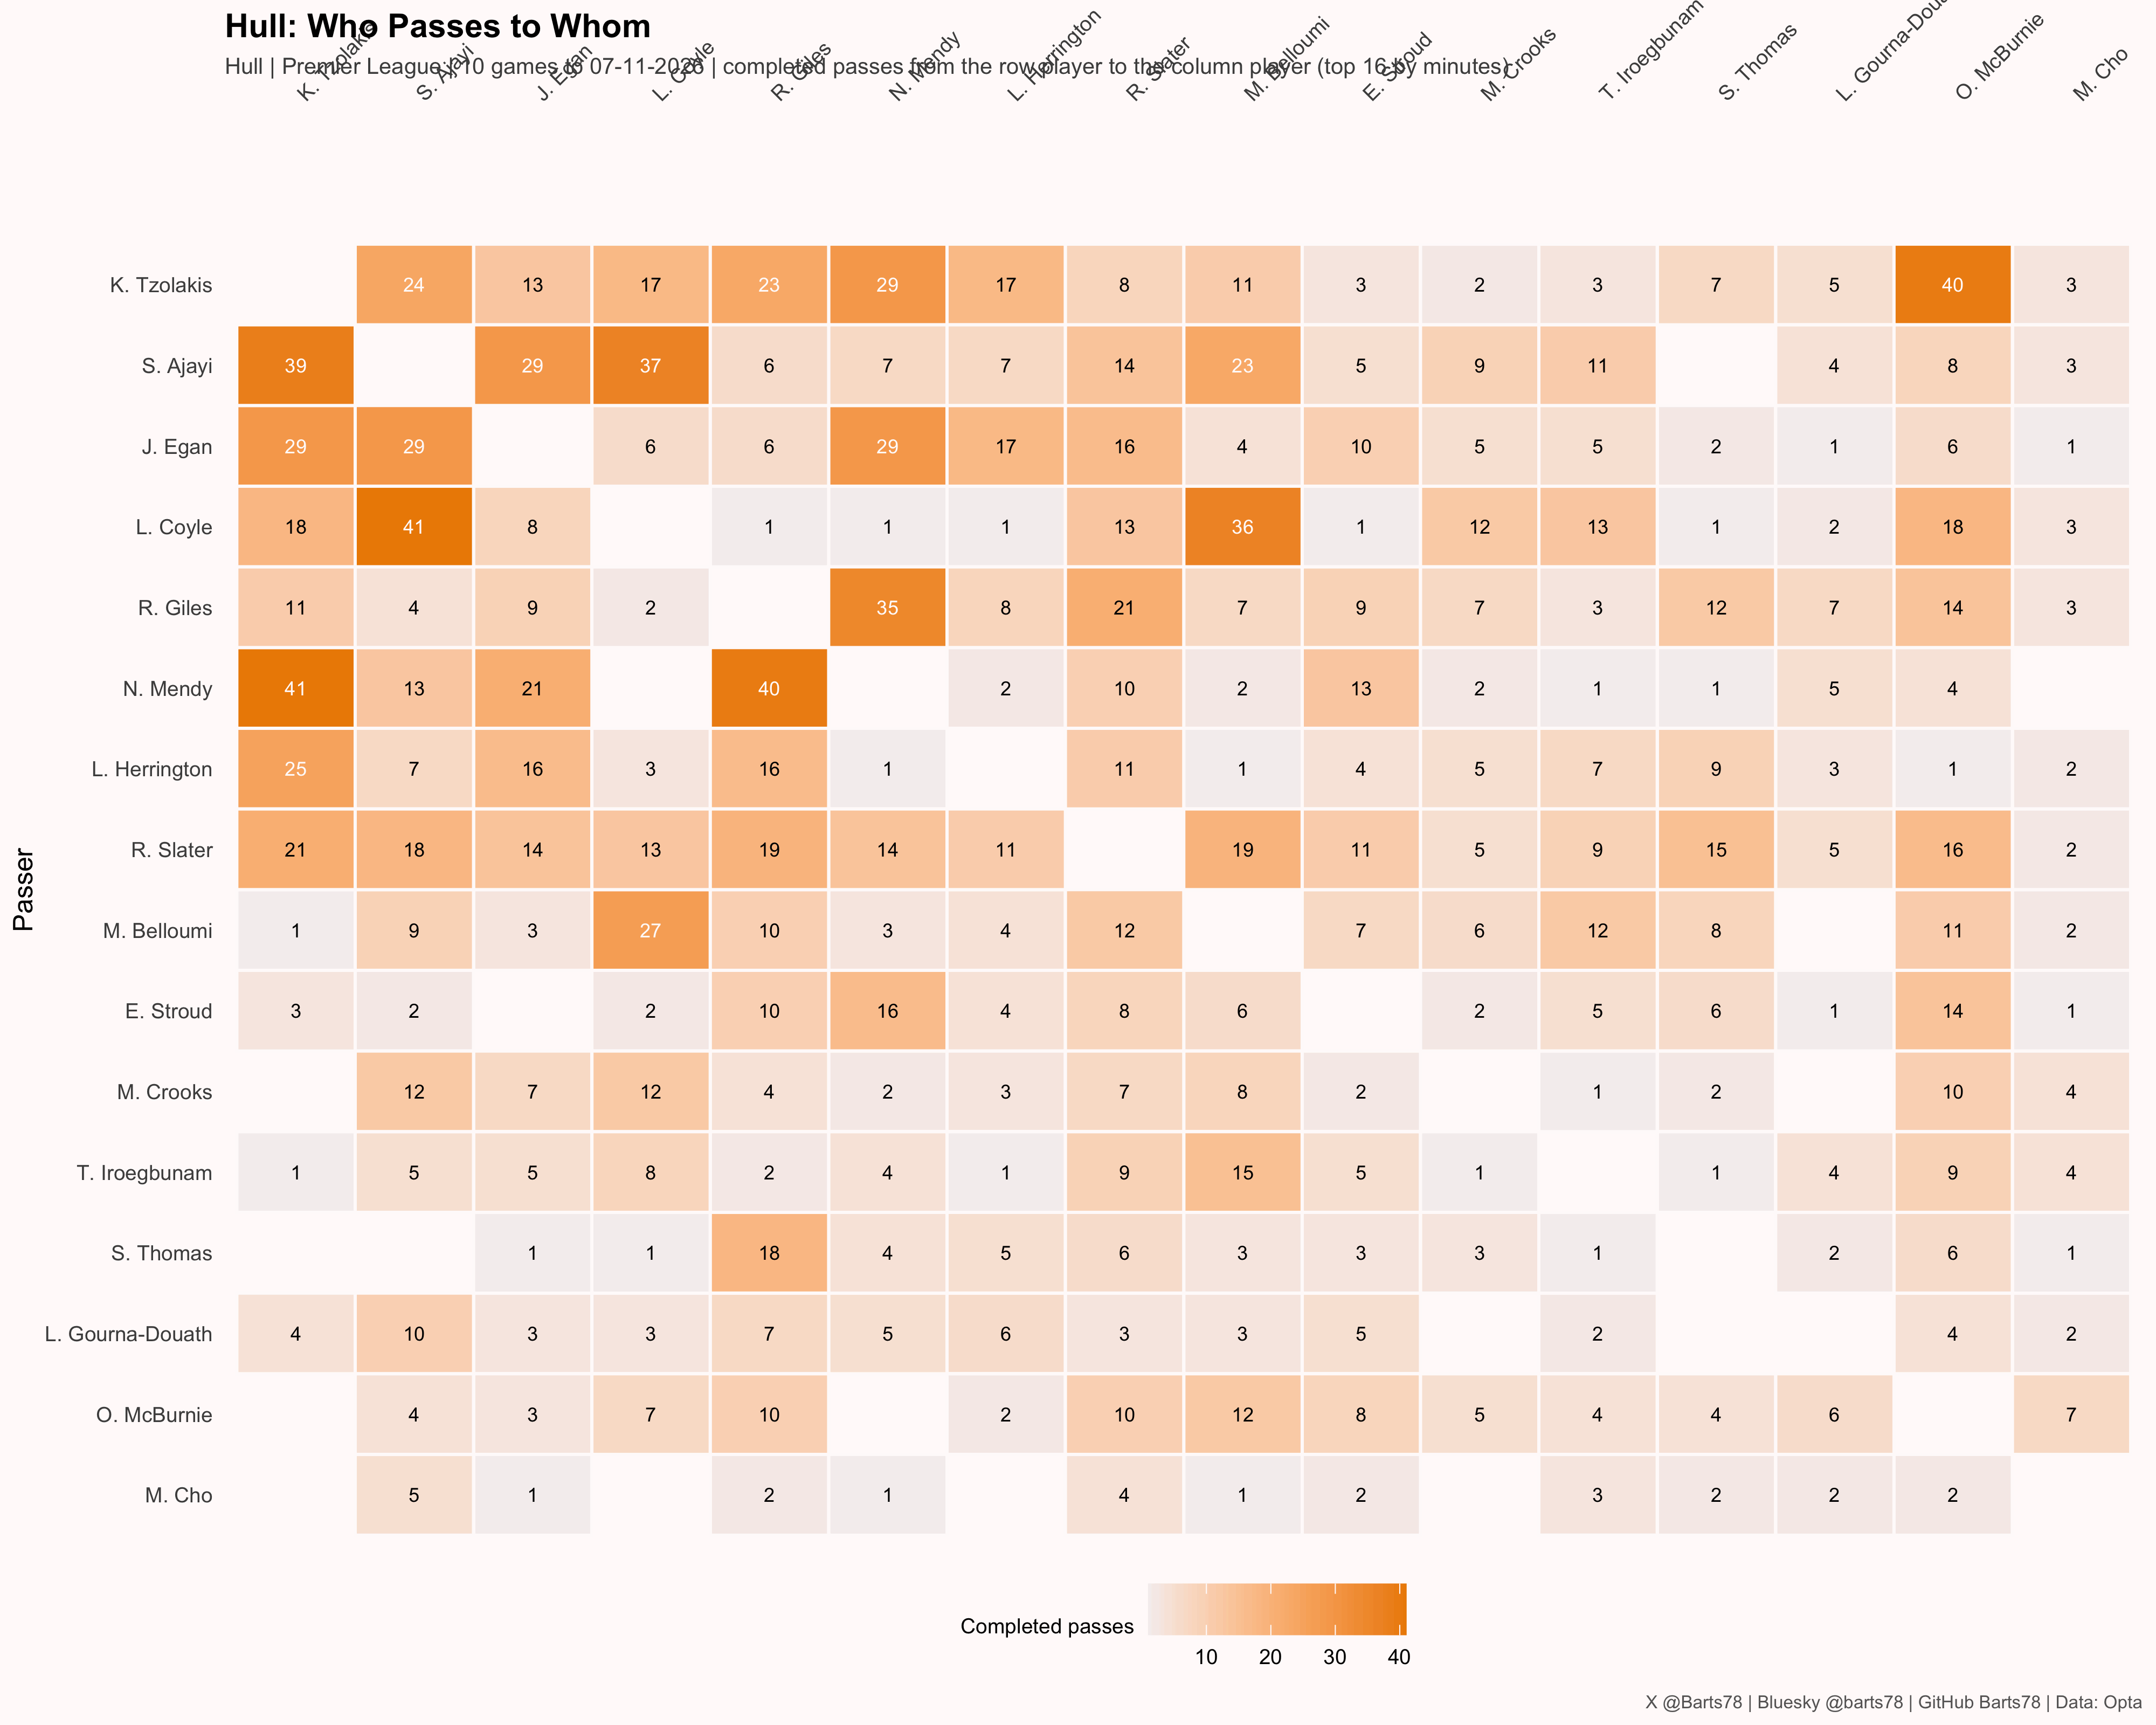 Hull: Who Passes to Whom
Hull | Premier League | 10 games to 07-11-2026 | completed passes from the row player to the column player (top 16 by minutes)
K. Tzolakis S. Ajayi J. Egan L. Coyle R. Giles N. Mendy L. Herrington R. Slater M. Belloumi E. Stroud M. Crooks T. Iroegbunam S. Thomas L. Gourna-Doua O. McBurnie M. Cho
K. Tzolakis 24 13 17 23 29 17 8 11 3 2 3 7 5 40 3
S. Ajayi 39 29 37 6 7 7 14 23 5 9 11 4 8 3
J. Egan 29 29 6 6 29 17 16 4 10 5 5 2 1 6 1
L. Coyle 18 41 8 1 1 1 13 36 1 12 13 1 2 18 3
R. Giles 11 4 9 2 35 8 21 7 9 7 3 12 7 14 3
N. Mendy 41 13 21 40 2 10 2 13 2 1 1 5 4
L. Herrington 25 7 16 3 16 1 11 1 4 5 7 9 3 1 2
R. Slater 21 18 14 13 19 14 11 19 11 5 9 15 5 16 2
M. Belloumi 1 9 3 27 10 3 4 12 7 6 12 8 11 2
E. Stroud 3 2 2 10 16 4 8 6 2 5 6 1 14 1
M. Crooks 12 7 12 4 2 3 7 8 2 1 2 10 4
T. Iroegbunam 1 5 5 8 2 4 1 9 15 5 1 1 4 9 4
S. Thomas 1 1 18 4 5 6 3 3 3 1 2 6 1
L. Gourna-Douath 4 10 3 3 7 5 6 3 3 5 2 4 2
O. McBurnie 4 3 7 10 2 10 12 8 5 4 4 6 7
M. Cho 5 1 2 1 4 1 2 3 2 2 2
Passer
Completed passes
10 20 30 40
X @Barts78 | Bluesky @barts78 | GitHub Barts78 | Data: Opta